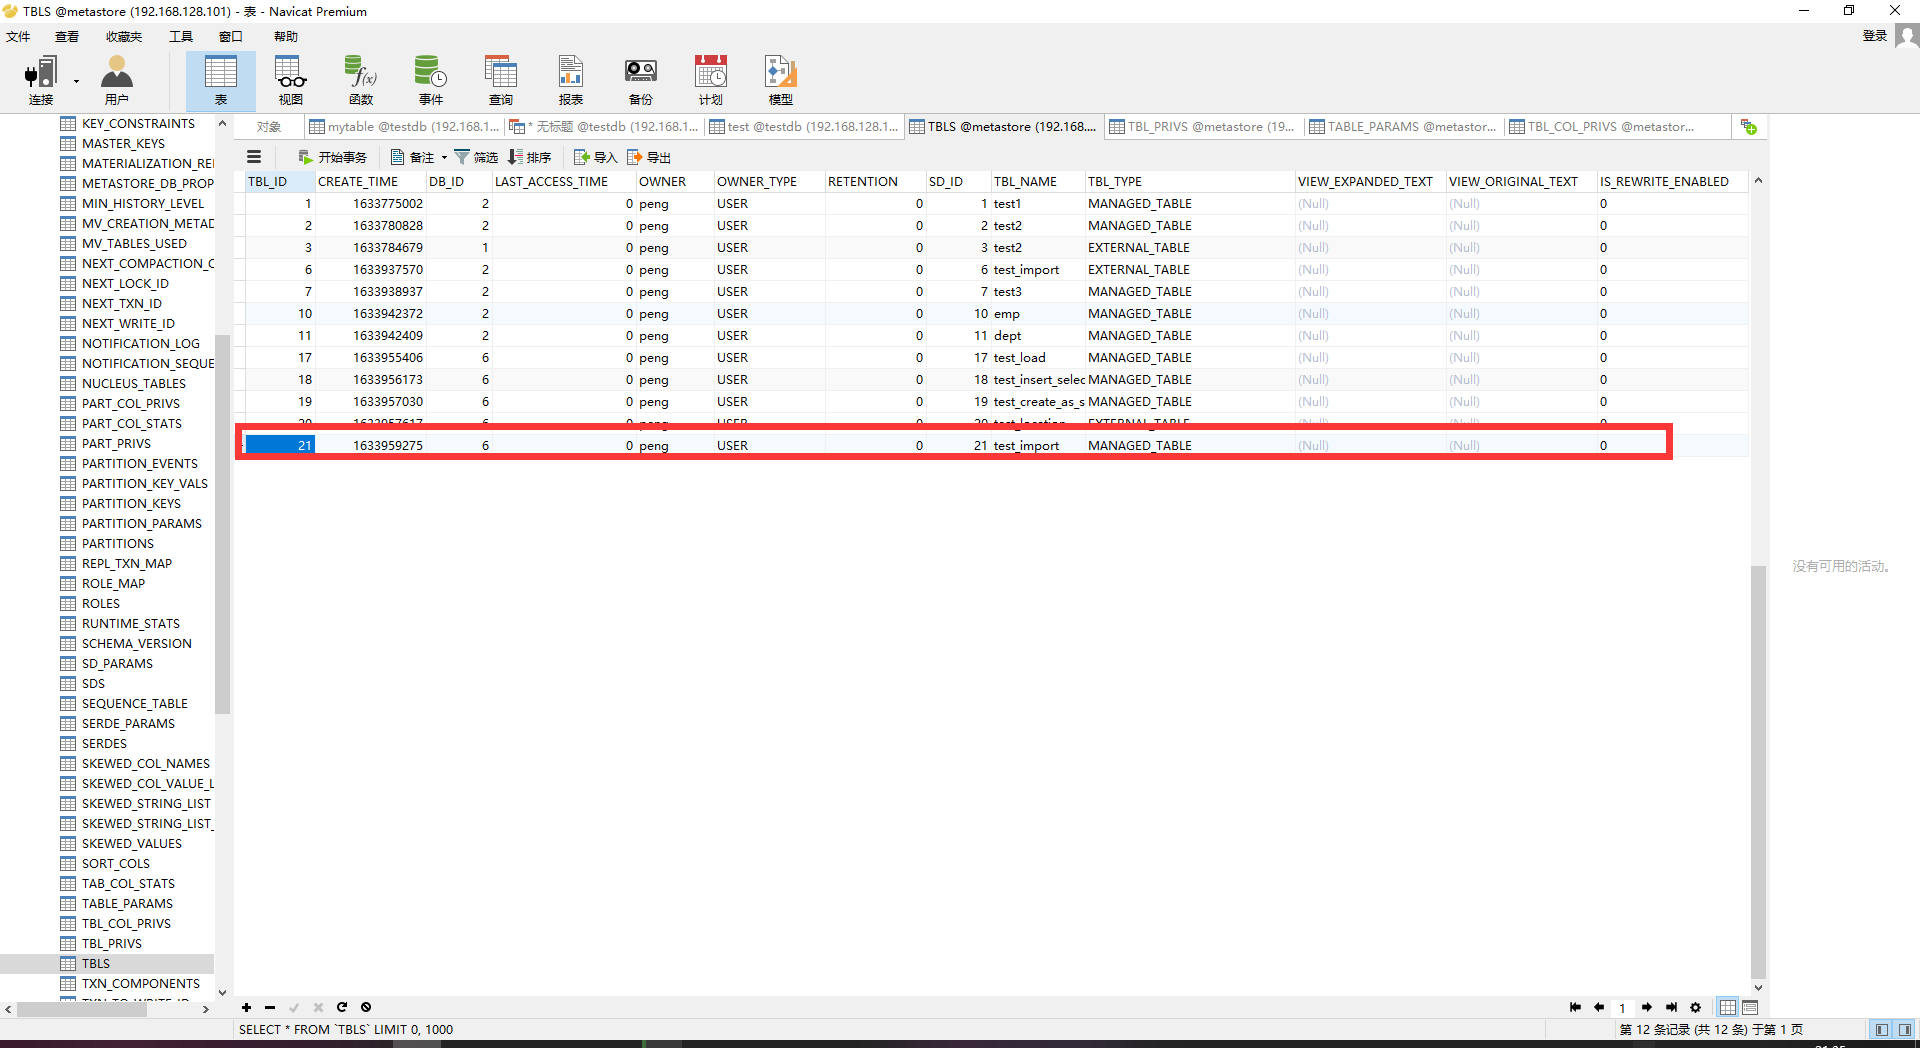 TBLS @metastore (192.168.128.101) - 表 - Navicat Premium
文件 查看 收藏夹 工具 窗口 帮助 登录
连接 用户 表 视图 函数 事件 查询 报表 备份 计划 模型
对象 mytable @testdb (192.168.1... * 无标题 @testdb (192.168.1... test @testdb (192.168.128.1... TBLS @metastore (192.168.... TBL_PRIVS @metastore (19... TABLE_PARAMS @metastor... TBL_COL_PRIVS @metastor...
开始事务 备注 筛选 排序 导入 导出
KEY_CONSTRAINTS
MASTER_KEYS
MATERIALIZATION_REI
METASTORE_DB_PROP
MIN_HISTORY_LEVEL
MV_CREATION_METAD
MV_TABLES_USED
NEXT_COMPACTION_C
NEXT_LOCK_ID
NEXT_TXN_ID
NEXT_WRITE_ID
NOTIFICATION_LOG
NOTIFICATION_SEQUE
NUCLEUS_TABLES
PART_COL_PRIVS
PART_COL_STATS
PART_PRIVS
PARTITION_EVENTS
PARTITION_KEY_VALS
PARTITION_KEYS
PARTITION_PARAMS
PARTITIONS
REPL_TXN_MAP
ROLE_MAP
ROLES
RUNTIME_STATS
SCHEMA_VERSION
SD_PARAMS
SDS
SEQUENCE_TABLE
SERDE_PARAMS
SERDES
SKEWED_COL_NAMES
SKEWED_COL_VALUE_L
SKEWED_STRING_LIST
SKEWED_STRING_LIST_
SKEWED_VALUES
SORT_COLS
TAB_COL_STATS
TABLE_PARAMS
TBL_COL_PRIVS
TBL_PRIVS
TBLS
TXN_COMPONENTS
TXN_TO_WRITE_ID
TBL_ID CREATE_TIME DB_ID LAST_ACCESS_TIME OWNER OWNER_TYPE RETENTION SD_ID TBL_NAME TBL_TYPE VIEW_EXPANDED_TEXT VIEW_ORIGINAL_TEXT IS_REWRITE_ENABLED
1 1633775002 2 0 peng USER 0 1 test1 MANAGED_TABLE (Null) (Null) 0
2 1633780828 2 0 peng USER 0 2 test2 MANAGED_TABLE (Null) (Null) 0
3 1633784679 1 0 peng USER 0 3 test2 EXTERNAL_TABLE (Null) (Null) 0
6 1633937570 2 0 peng USER 0 6 test_import EXTERNAL_TABLE (Null) (Null) 0
7 1633938937 2 0 peng USER 0 7 test3 MANAGED_TABLE (Null) (Null) 0
10 1633942372 2 0 peng USER 0 10 emp MANAGED_TABLE (Null) (Null) 0
11 1633942409 2 0 peng USER 0 11 dept MANAGED_TABLE (Null) (Null) 0
17 1633955406 6 0 peng USER 0 17 test_load MANAGED_TABLE (Null) (Null) 0
18 1633956173 6 0 peng USER 0 18 test_insert_selec MANAGED_TABLE (Null) (Null) 0
19 1633957030 6 0 peng USER 0 19 test_create_as_s MANAGED_TABLE (Null) (Null) 0
20 1633957617 6 0 peng USER 0 20 test_location EXTERNAL_TABLE (Null) (Null) 0
21 1633959275 6 0 peng USER 0 21 test_import MANAGED_TABLE (Null) (Null) 0
没有可用的活动。
1
SELECT * FROM `TBLS` LIMIT 0, 1000
第 12 条记录 (共 12 条) 于第 1 页